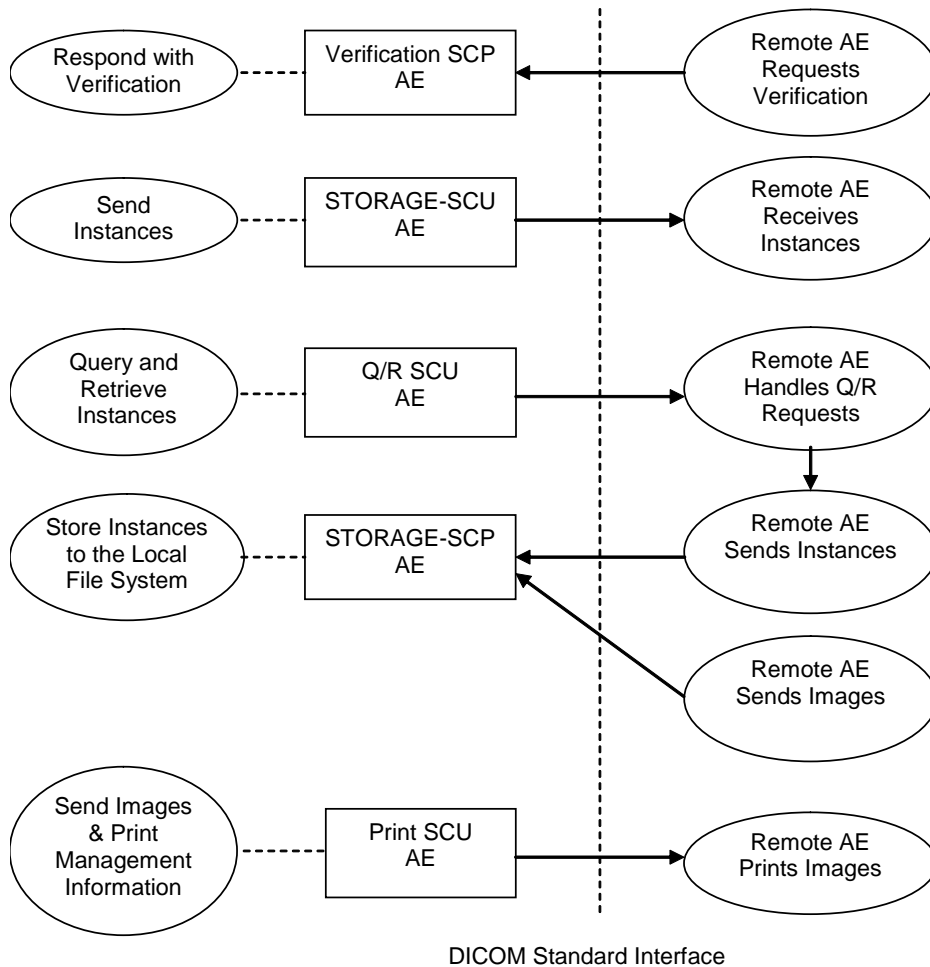 Respond with
Verification
Verification SCP
AE
Remote AE
Requests
Verification
Send
Instances
STORAGE-SCU
AE
Remote AE
Receives
Instances
Query and
Retrieve
Instances
Q/R SCU
AE
Remote AE
Handles Q/R
Requests
Store Instances
to the Local
File System
STORAGE-SCP
AE
Remote AE
Sends Instances
Remote AE
Sends Images
Send Images
& Print
Management
Information
Print SCU
AE
Remote AE
Prints Images
DICOM Standard Interface